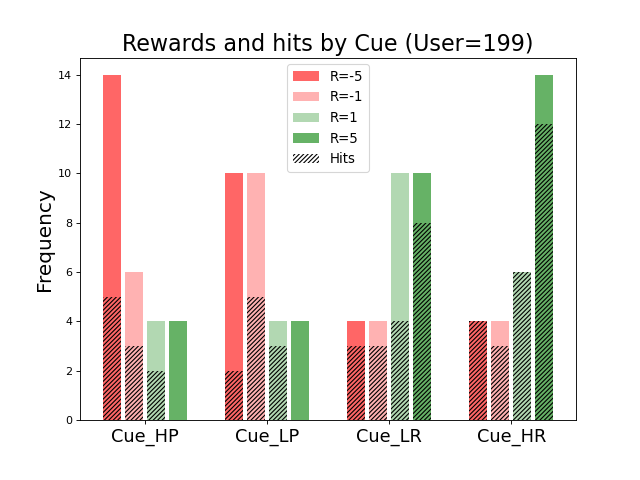 Rewards and hits by Cue (User=199)
R=-5
R=-1
R=1
R=5
Hits
Frequency
14
12
10
8
6
4
2
0
Cue_HP
Cue_LP
Cue_LR
Cue_HR